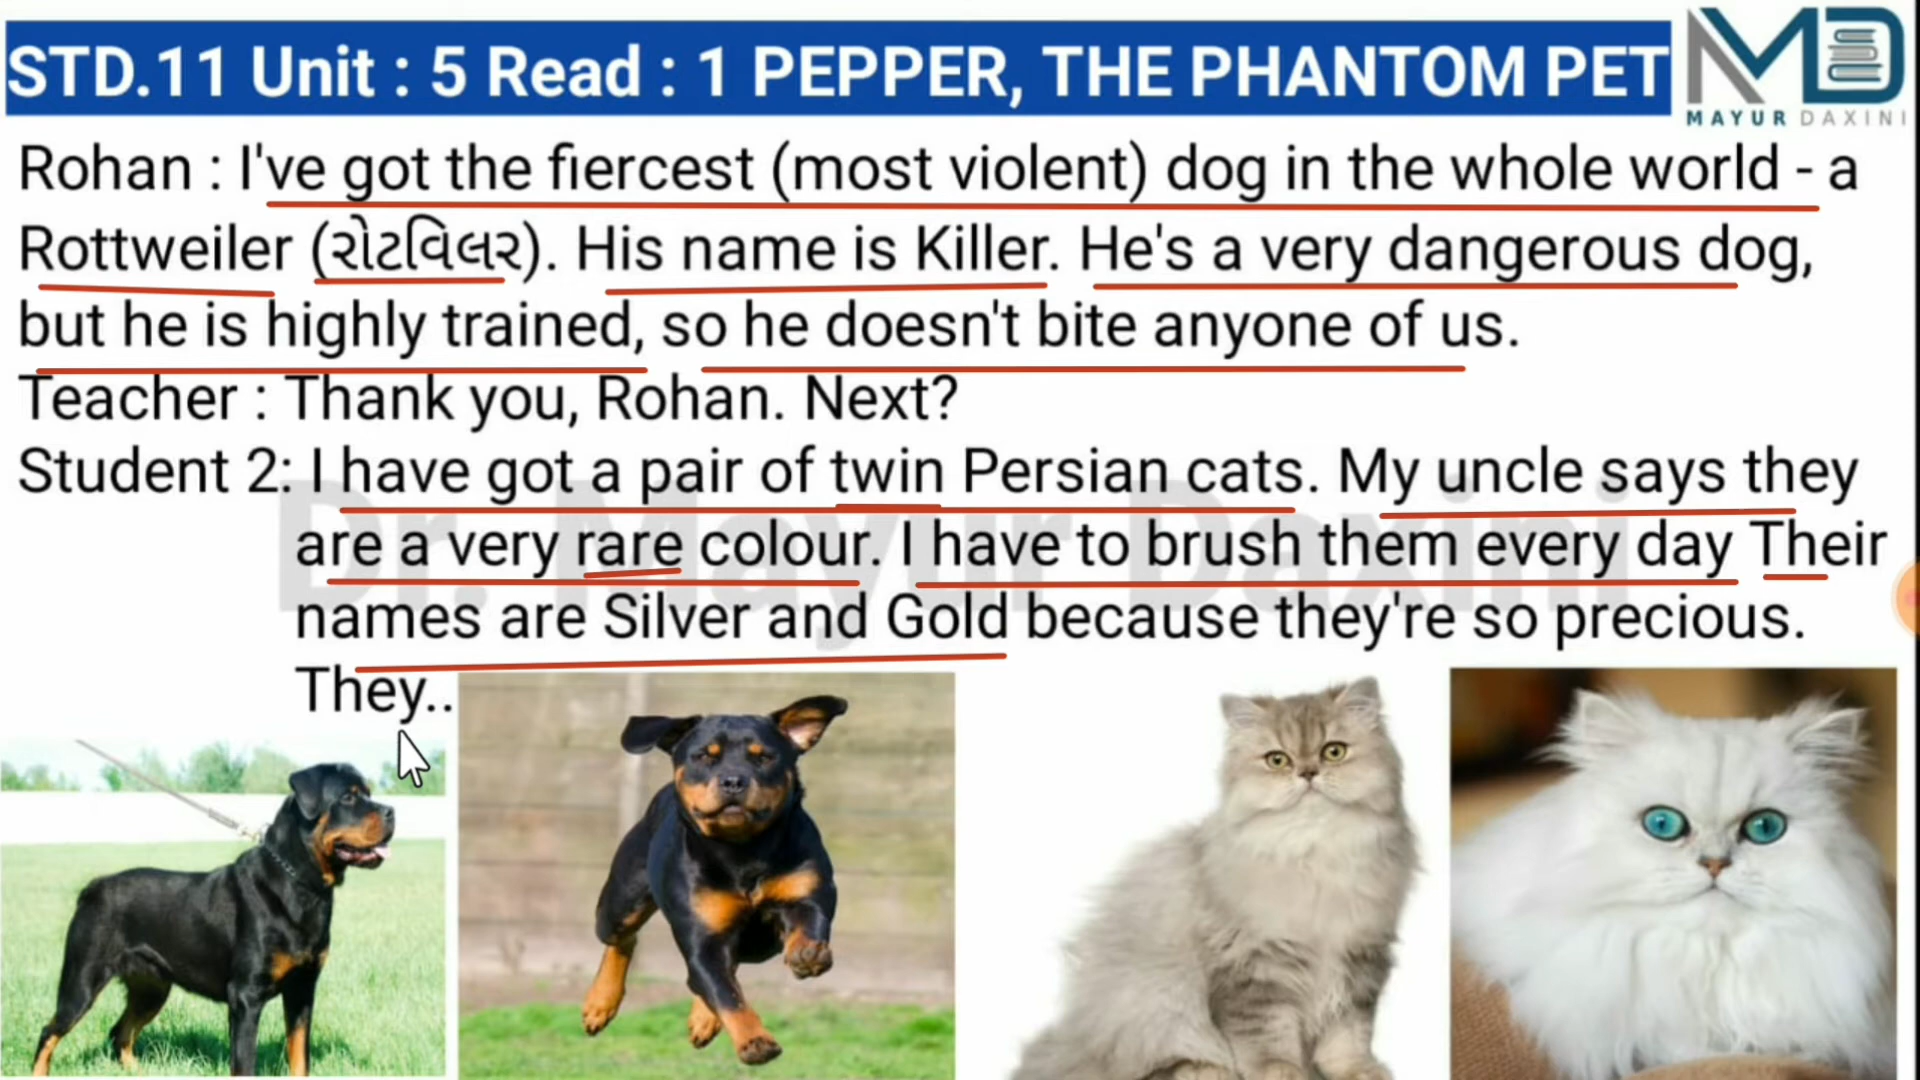 STD.11 Unit : 5 Read : 1 PEPPER, THE PHANTOM PET
MAYUR DAXINI
Rohan : I've got the fiercest (most violent) dog in the whole world - a
Rottweiler (રોટવિલર). His name is Killer. He's a very dangerous dog,
but he is highly trained, so he doesn't bite anyone of us.
Teacher : Thank you, Rohan. Next?
Student 2: I have got a pair of twin Persian cats. My uncle says they
are a very rare colour. I have to brush them every day Their
names are Silver and Gold because they're so precious.
They..
Dr. Mayur Daxini